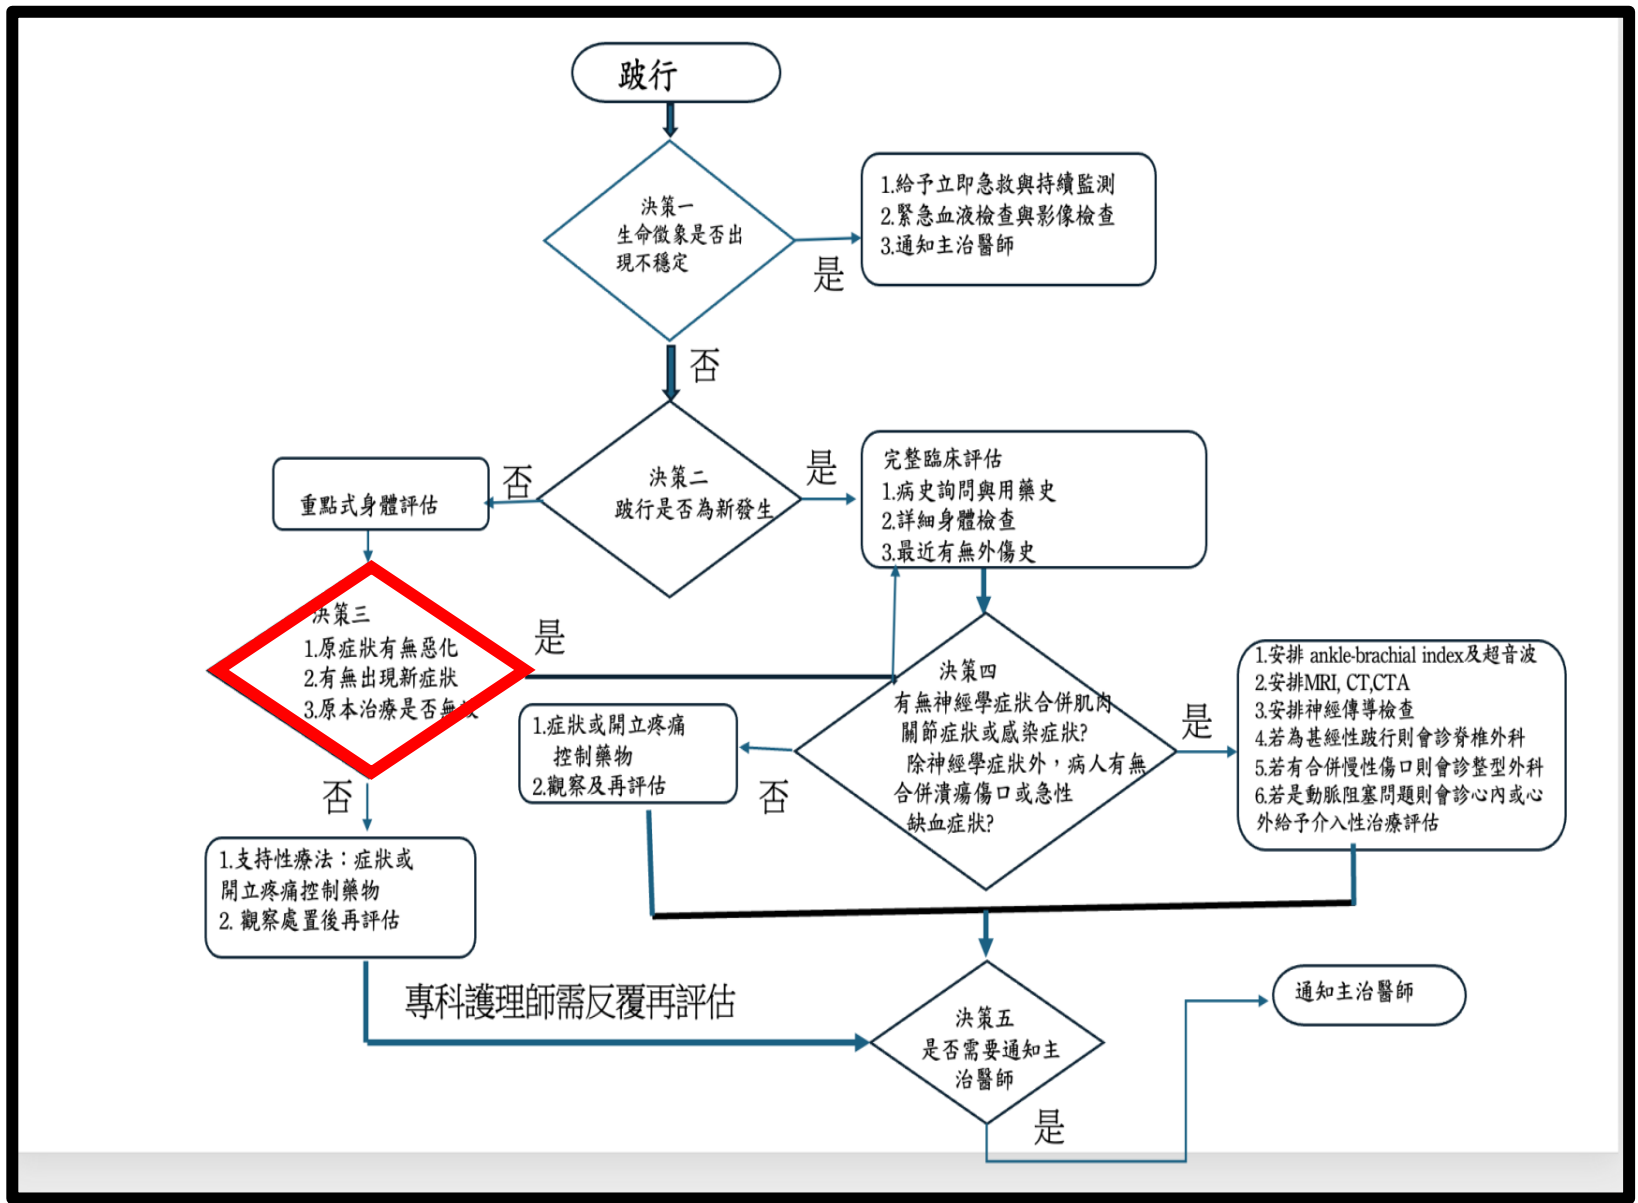 跛行
決策一
生命徵象是否出
現不穩定
是
1.給予立即急救與持續監測
2.緊急血液檢查與影像檢查
3.通知主治醫師
否
決策二
跛行是否為新發生
是
完整臨床評估
1.病史詢問與用藥史
2.詳細身體檢查
3.最近有無外傷史
否
重點式身體評估
決策三
1.原症狀有無惡化
2.有無出現新症狀
3.原本治療是否無
是
否
1.支持性療法：症狀或
開立疼痛控制藥物
2. 觀察處置後再評估
決策四
有無神經學症狀合併肌肉
關節症狀或感染症狀?
除神經學症狀外，病人有無
合併潰瘍傷口或急性
缺血症狀?
否
1.症狀或開立疼痛
控制藥物
2.觀察及再評估
是
1.安排 ankle-brachial index及超音波
2.安排MRI, CT,CTA
3.安排神經傳導檢查
4.若為甚經性跛行則會診脊椎外科
5.若有合併慢性傷口則會診整型外科
6.若是動脈阻塞問題則會診心內或心
外給予介入性治療評估
專科護理師需反覆再評估
決策五
是否需要通知主
治醫師
是
通知主治醫師